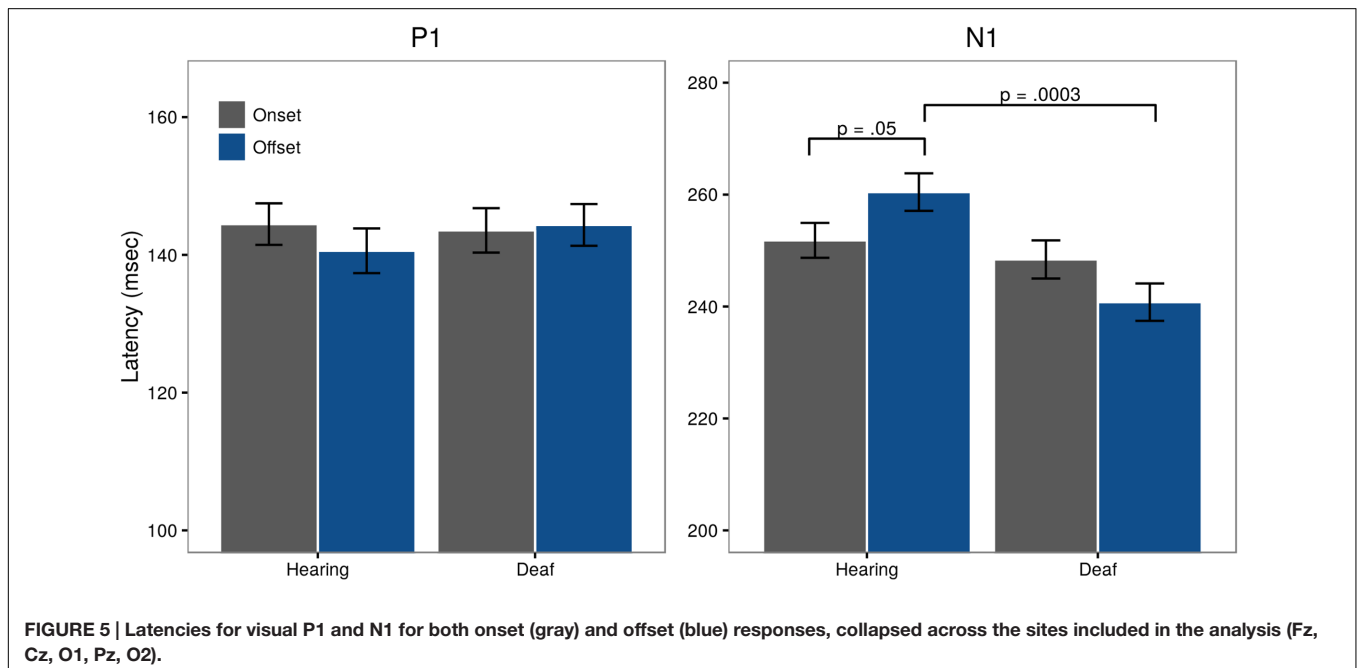 P1
N1
Latency (msec)
160
140
120
100
Onset
Offset
Hearing
Deaf
280
260
240
220
200
p = .05
p = .0003
Hearing
Deaf
FIGURE 5 | Latencies for visual P1 and N1 for both onset (gray) and offset (blue) responses, collapsed across the sites included in the analysis (Fz,
Cz, O1, Pz, O2).